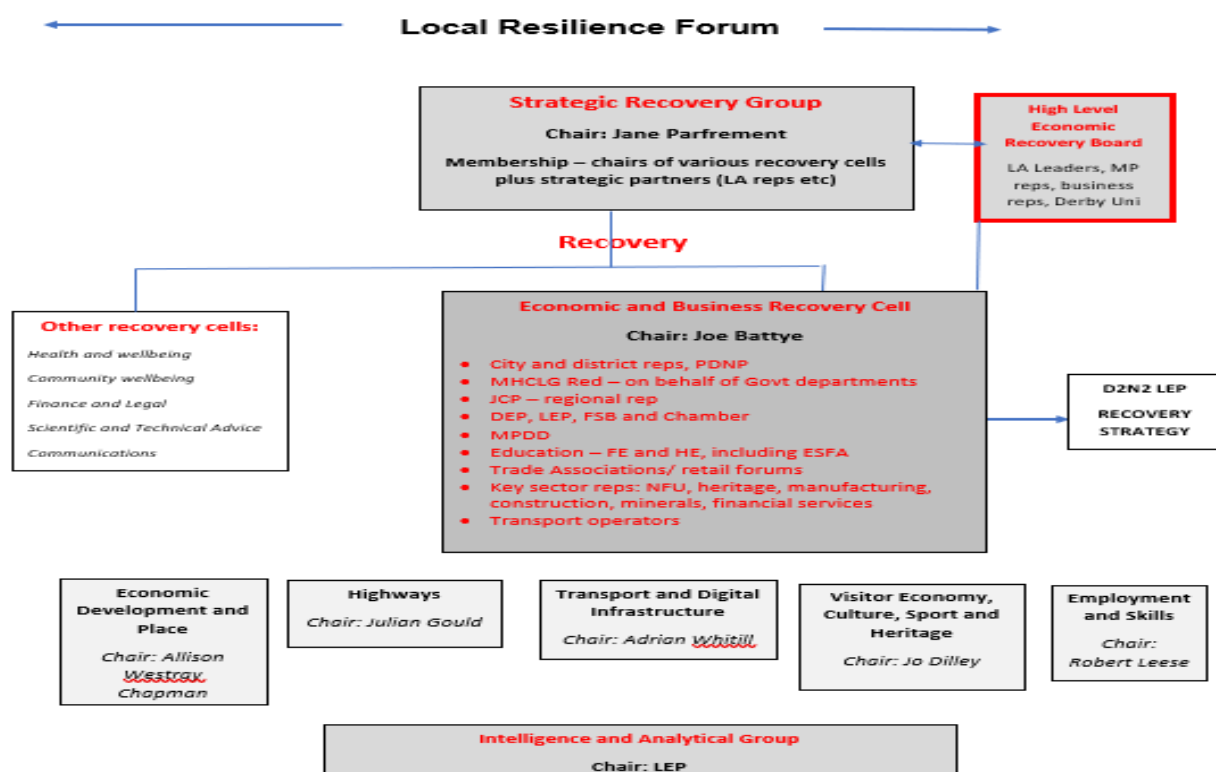 Local Resilience Forum
Strategic Recovery Group
Chair: Jane Parfrement
Membership – chairs of various recovery cells
plus strategic partners (LA reps etc)
High Level
Economic
Recovery Board
LA Leaders, MP
reps, business
reps, Derby Uni
Recovery
Other recovery cells:
Health and wellbeing
Community wellbeing
Finance and Legal
Scientific and Technical Advice
Communications
Economic and Business Recovery Cell
Chair: Joe Battye
• City and district reps, PDNP
• MHCLG Red – on behalf of Govt departments
• JCP – regional rep
• DEP, LEP, FSB and Chamber
• MPDD
• Education – FE and HE, including ESFA
• Trade Associations/ retail forums
• Key sector reps: NFU, heritage, manufacturing,
construction, minerals, financial services
• Transport operators
D2N2 LEP
RECOVERY
STRATEGY
Economic
Development and
Place
Chair: Allison
Westray
Chapman
Highways
Chair: Julian Gould
Transport and Digital
Infrastructure
Chair: Adrian Whitill
Visitor Economy,
Culture, Sport and
Heritage
Chair: Jo Dilley
Employment
and Skills
Chair:
Robert Leese
Intelligence and Analytical Group
Chair: LEP